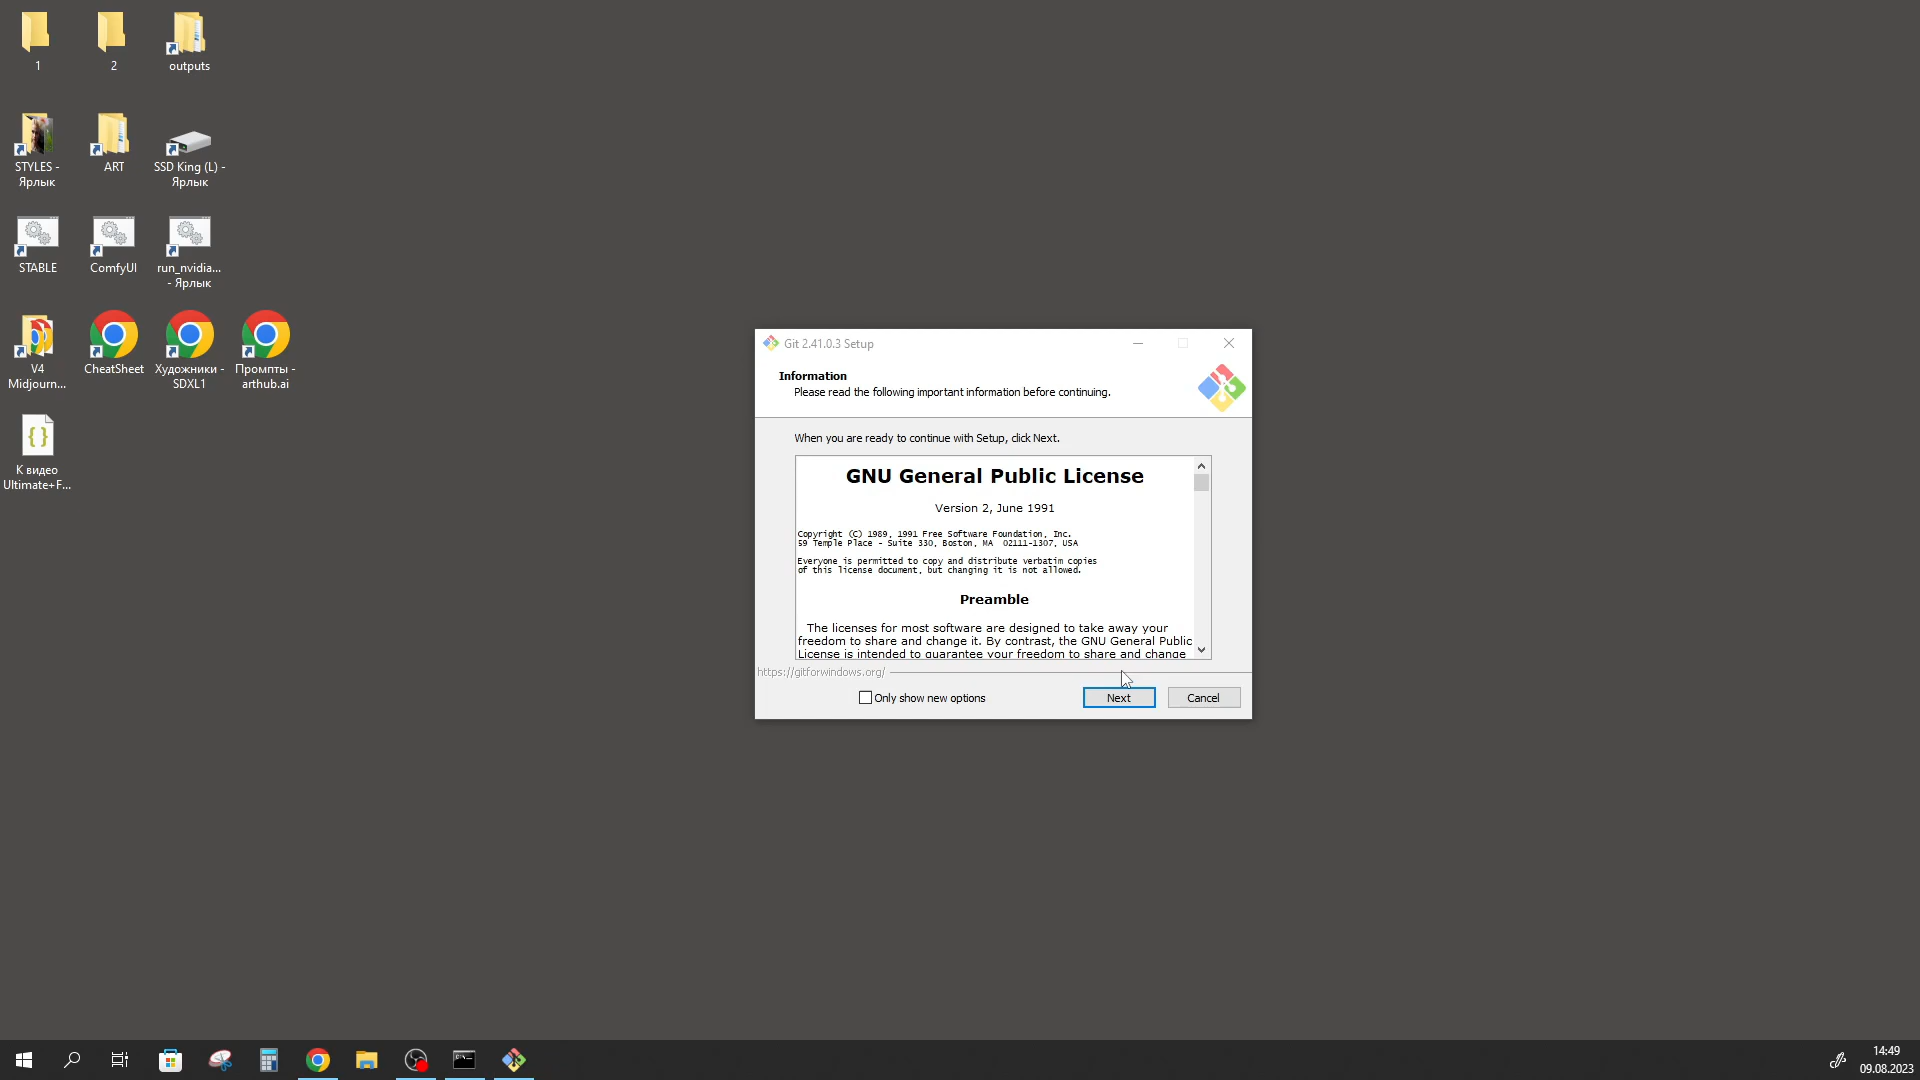 1
2
outputs
STYLES -
Ярлык
ART
SSD King (L) -
Ярлык
STABLE
ComfyUI
run_nvidia...
- Ярлык
V4
Midjourn...
CheatSheet
Художники -
SDXL1
Промпты -
arthub.ai
К видео
Ultimate+F...
Git 2.41.0.3 Setup
Information
Please read the following important information before continuing.
When you are ready to continue with Setup, click Next.
GNU General Public License
Version 2, June 1991
Copyright (C) 1989, 1991 Free Software Foundation, Inc.
59 Temple Place - Suite 330, Boston, MA 02111-1307, USA
Everyone is permitted to copy and distribute verbatim copies
of this license document, but changing it is not allowed.
Preamble
The licenses for most software are designed to take away your
freedom to share and change it. By contrast, the GNU General Public
License is intended to guarantee your freedom to share and change
https://gitforwindows.org/
Only show new options
Next
Cancel
14:49
09.08.2023